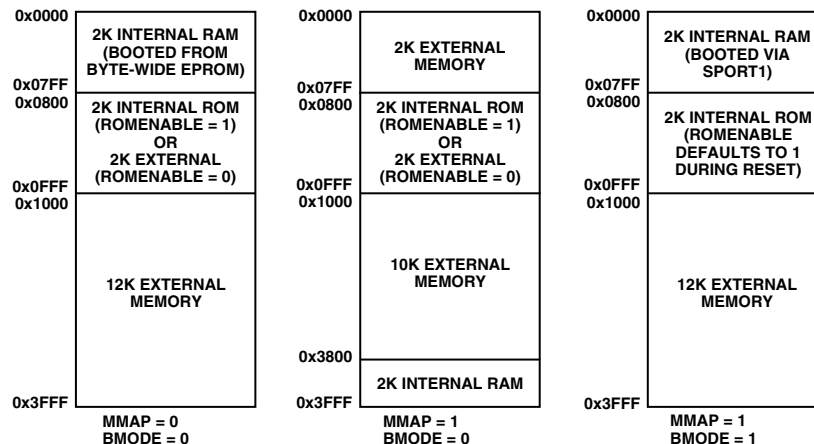 0x0000
2K INTERNAL RAM
(BOOTED FROM
BYTE-WIDE EPROM)
0x07FF
0x0800
2K INTERNAL ROM
(ROMENABLE = 1)
OR
2K EXTERNAL
(ROMENABLE = 0)
0x0FFF
0x1000
12K EXTERNAL
MEMORY
0x3FFF
MMAP = 0
BMODE = 0
0x0000
2K EXTERNAL
MEMORY
0x07FF
0x0800
2K INTERNAL ROM
(ROMENABLE = 1)
OR
2K EXTERNAL
(ROMENABLE = 0)
0x0FFF
0x1000
10K EXTERNAL
MEMORY
0x3800
2K INTERNAL RAM
0x3FFF
MMAP = 1
BMODE = 0
0x0000
2K INTERNAL RAM
(BOOTED VIA
SPORT1)
0x07FF
0x0800
2K INTERNAL ROM
(ROMENABLE
DEFAULTS TO 1
DURING RESET)
0x0FFF
0x1000
12K EXTERNAL
MEMORY
0x3FFF
MMAP = 1
BMODE = 1